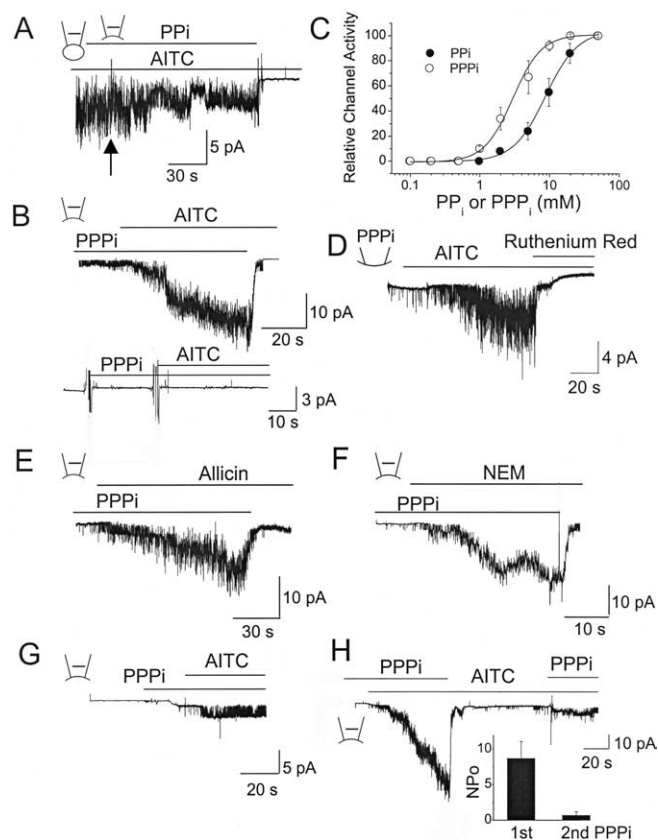 A
PPi
AITC
5 pA
30 s
B
AITC
PPPi
10 pA
20 s
AITC
PPPi
3 pA
10 s
C
Relative Channel Activity
100
80
60
40
20
0
PPi
PPPi
0.1 1 10 100
PPi or PPPi (mM)
D
PPPi
Ruthenium Red
AITC
4 pA
20 s
E
Allicin
PPPi
10 pA
30 s
F
NEM
PPPi
10 pA
10 s
G
AITC
PPPi
5 pA
20 s
H
PPPi
AITC
PPPi
10 pA
20 s
NPo
10
5
0
1st 2nd PPPi